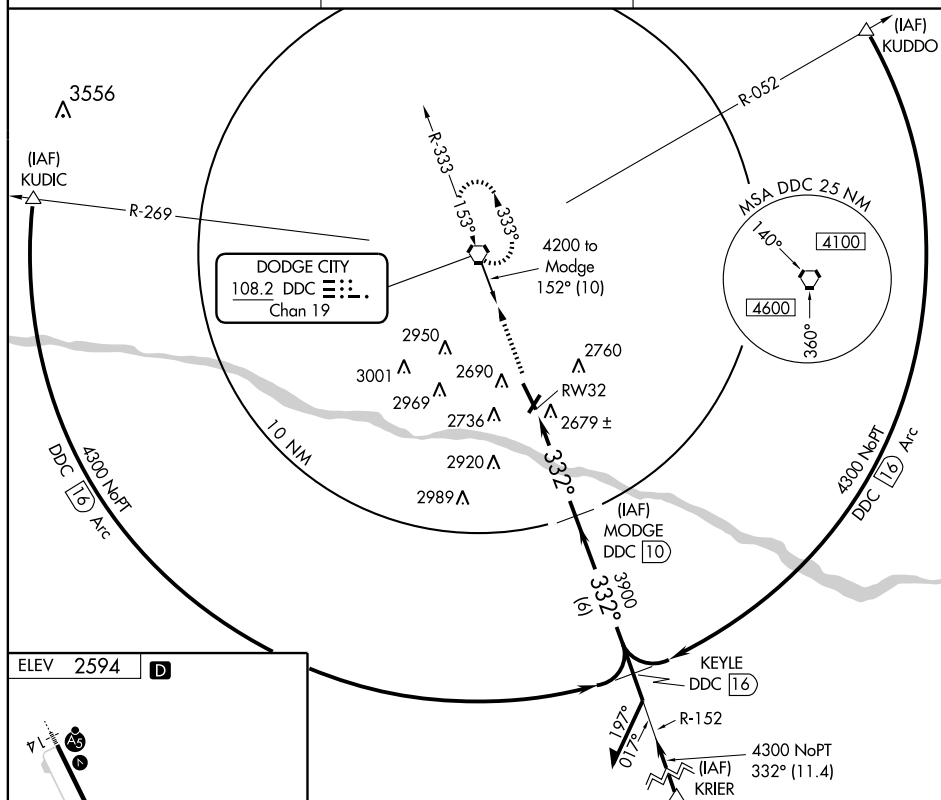 (IAF)
KUDDO
R-052
3556
(IAF)
KUDIC
R-269
R-333
153°
333°
MSA DDC 25 NM
140°
4100
4600
360°
4200 to
Modge
152° (10)
DODGE CITY
108.2 DDC
Chan 19
2950
3001
2969
2690
2760
RW32
2736
2679 ±
2920
2989
10 NM
332°
(IAF)
MODGE
DDC 10
4300 NoPT
DDC 16 Arc
4300 NoPT
DDC 16 Arc
3900
332°
(6)
KEYLE
DDC 16
197°
017°
R-152
4300 NoPT
332° (11.4)
(IAF)
KRIER
ELEV 2594 D
14
A5